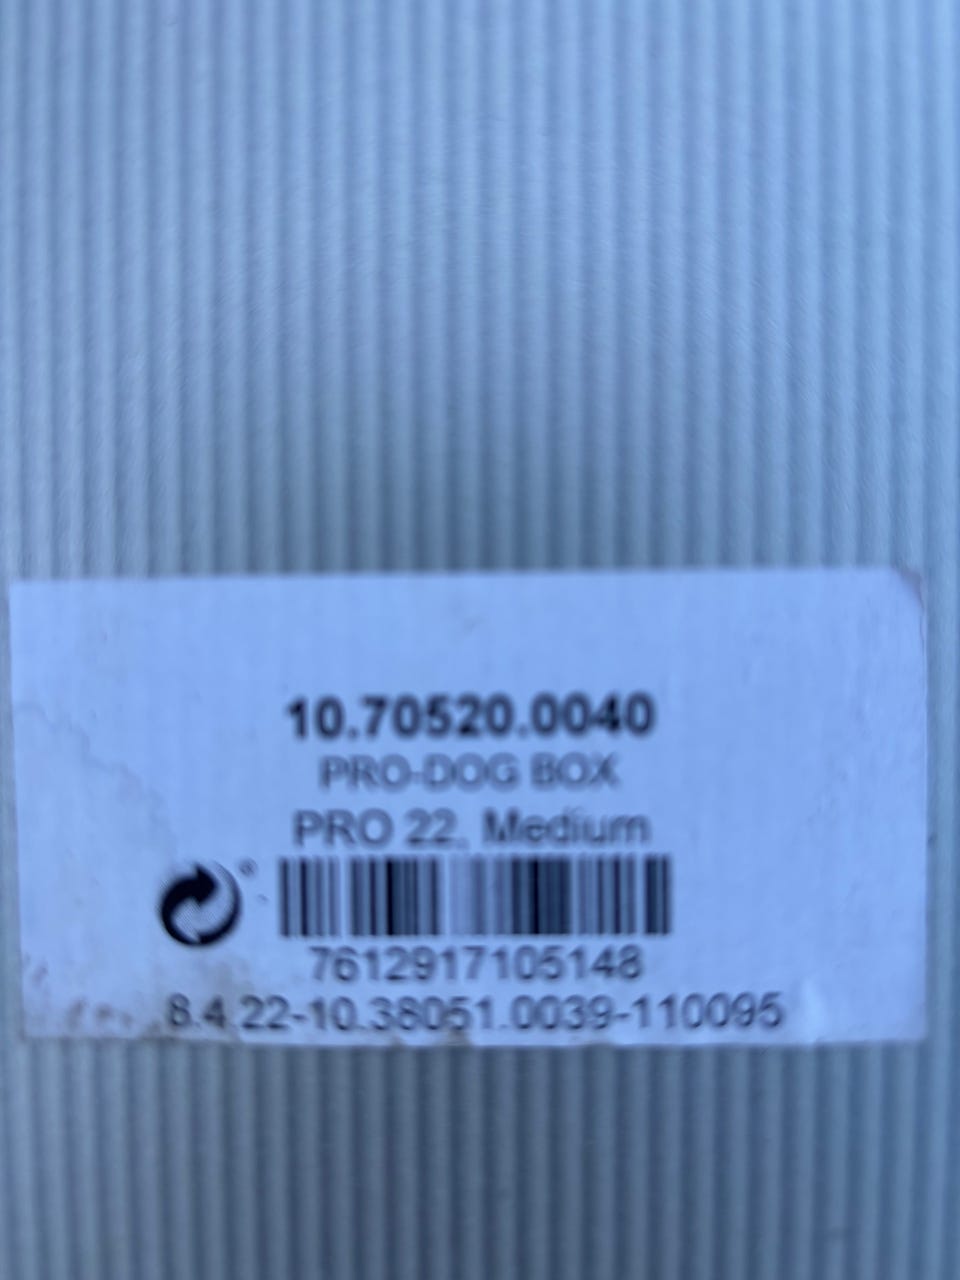 10.70520.0040
PRO-DOG BOX
PRO 22, Medium
7612917105148
8.4.22-10.38051.0039-110095